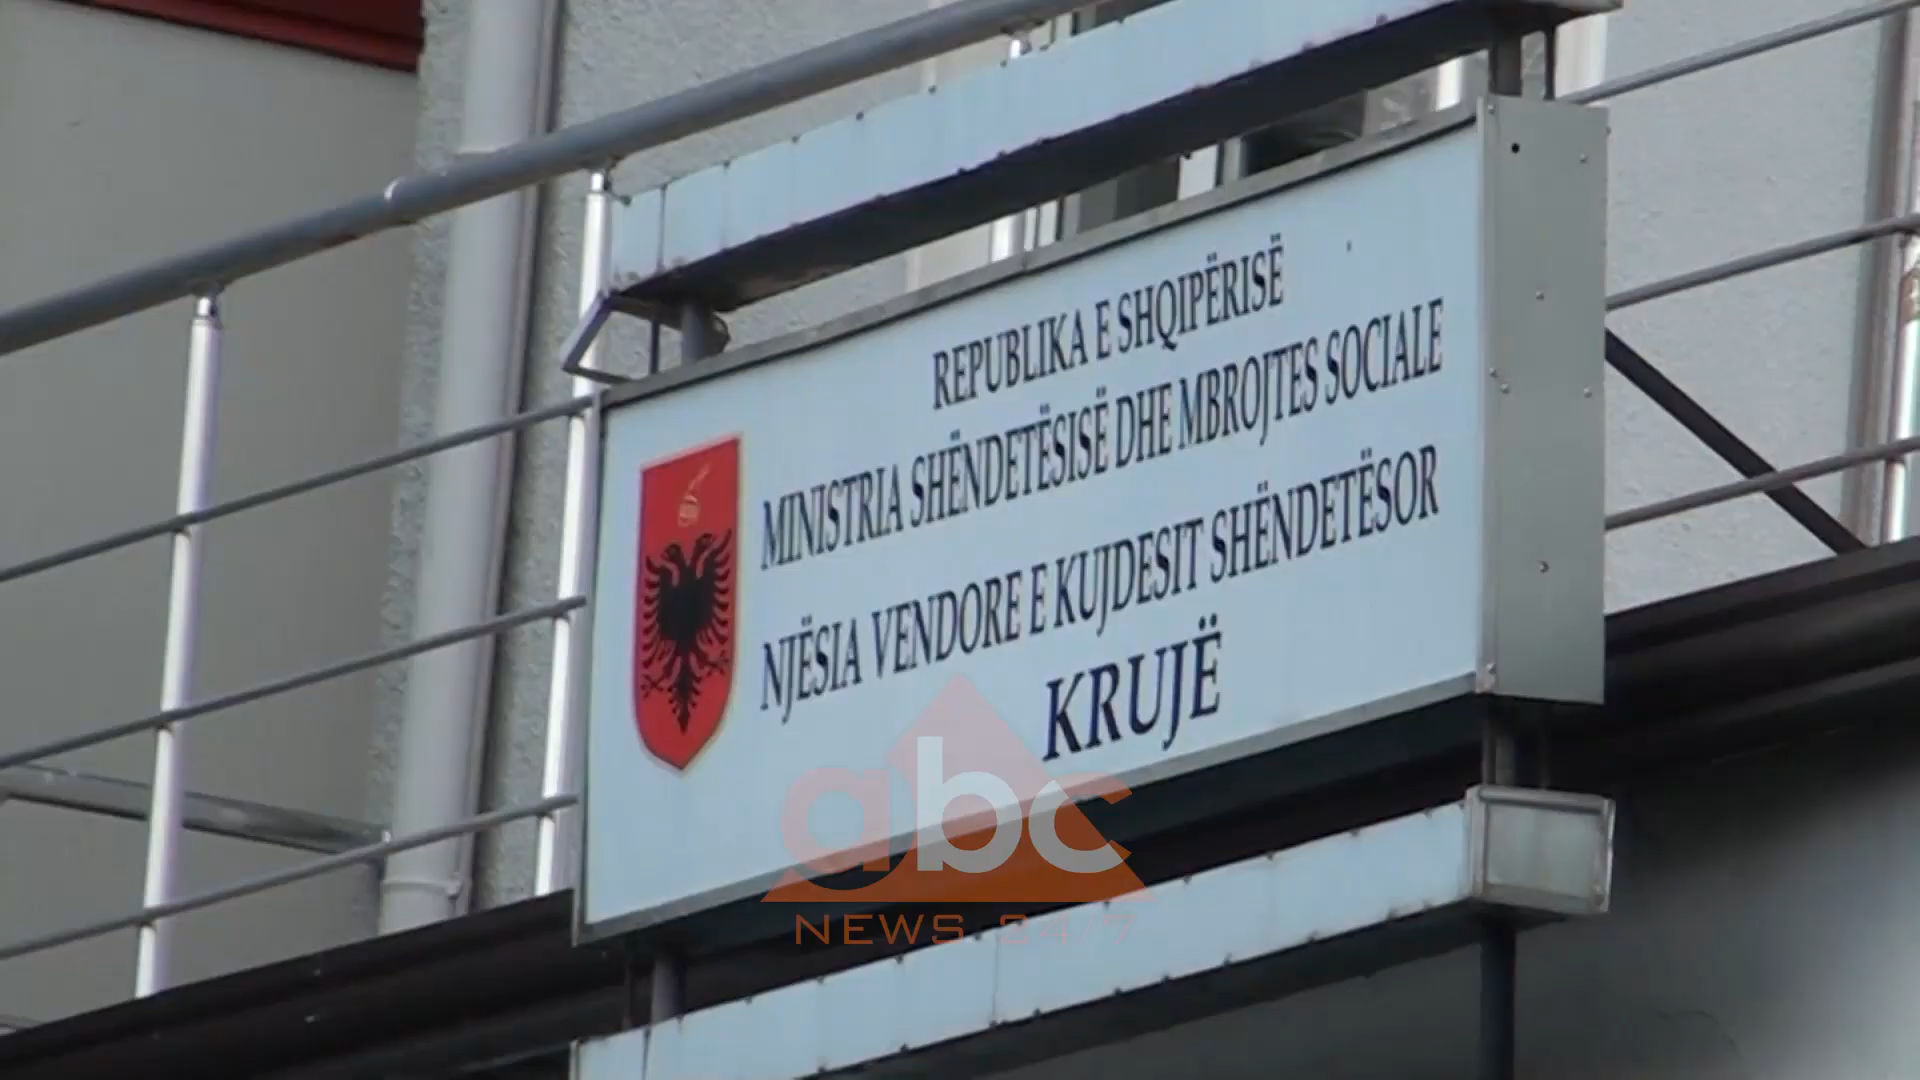 REPUBLIKA E SHQIPËRISË
MINISTRIA SHËNDETËSISË DHE MBROJTES SOCIALE
NJËSIA VENDORE E KUJDESIT SHËNDETËSOR
KRUJË
abc
NEWS 24/7